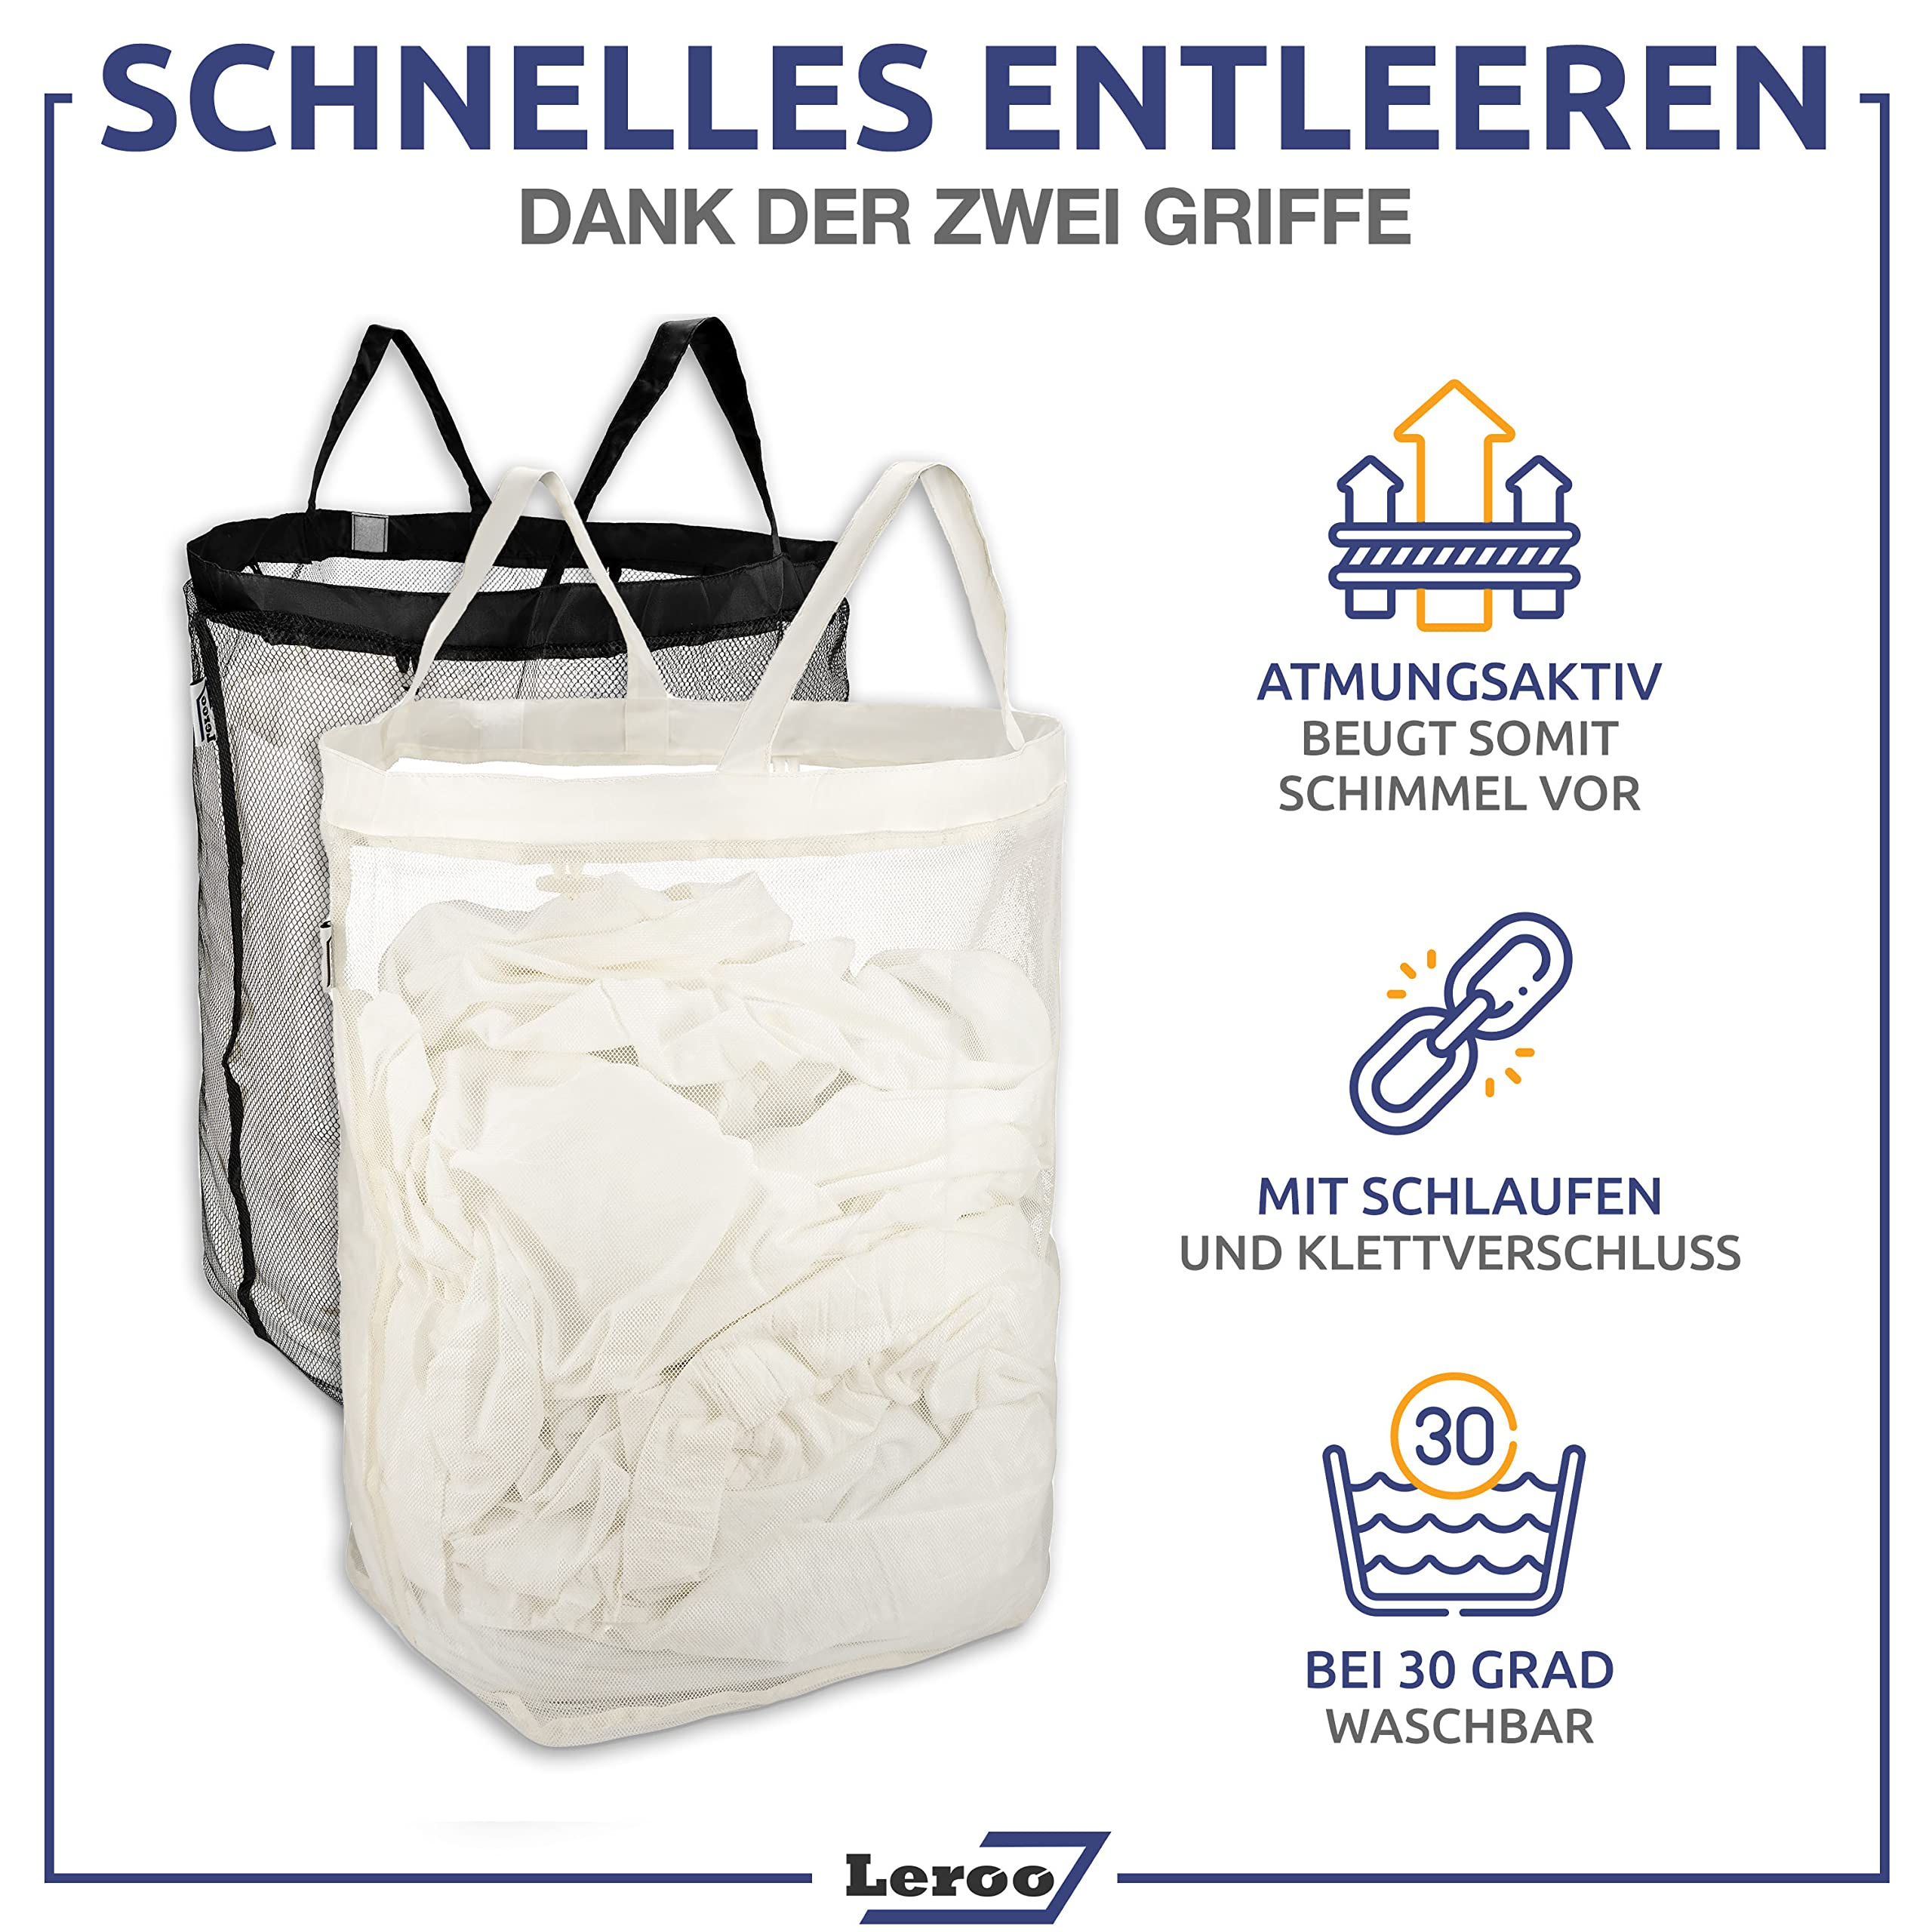 SCHNELLES ENTLEEREN
DANK DER ZWEI GRIFFE
ATMUNGSAKTIV
BEUGT SOMIT
SCHIMMEL VOR
MIT SCHLAUFEN
UND KLETTVERSCHLUSS
30
BEI 30 GRAD
WASCHBAR
Leroo
Leroo